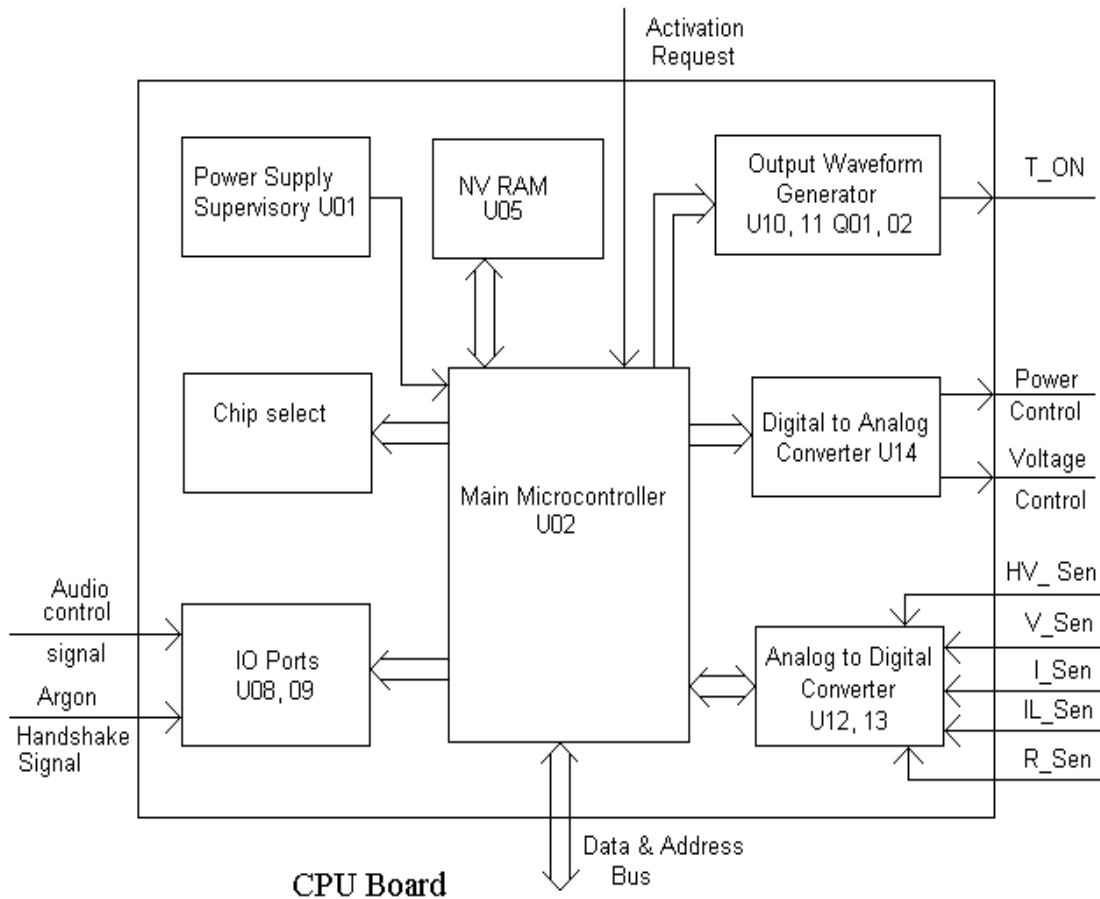 Activation
Request
Power Supply
Supervisory U01
NV RAM
U05
Output Waveform
Generator
U10, 11 Q01, 02
T_ON
Chip select
Main Microcontroller
U02
Digital to Analog
Converter U14
Power
Control
Voltage
Control
Audio
control
signal
Argon
Handshake
Signal
IO Ports
U08, 09
Analog to Digital
Converter
U12, 13
HV_ Sen
V_Sen
I_Sen
IL_Sen
R_Sen
Data & Address
Bus
CPU Board